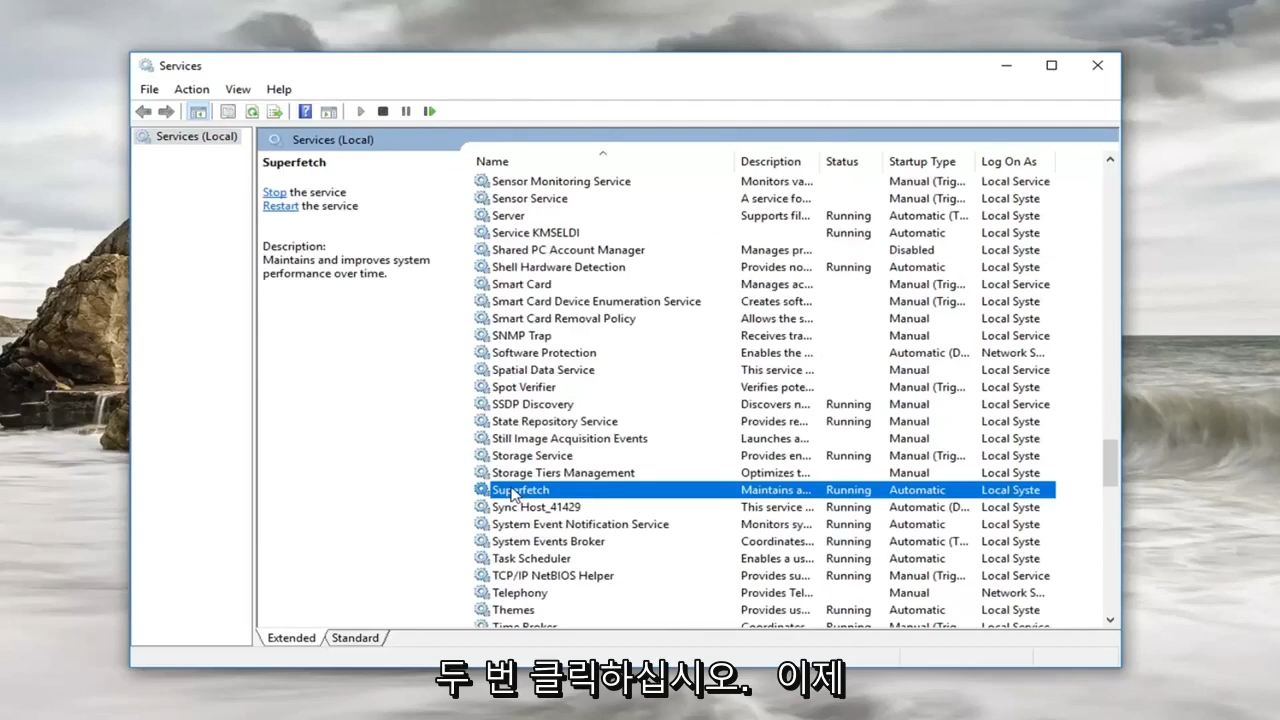 Services
File Action View Help
Services (Local)
Services (Local)
Superfetch
Stop the service
Restart the service
Description:
Maintains and improves system
performance over time.
Name Description Status Startup Type Log On As
Sensor Monitoring Service Monitors va... Manual (Trig... Local Service
Sensor Service A service fo... Manual (Trig... Local Syste
Server Supports fil... Running Automatic (T... Local Syste
Service KMSELDI Running Automatic Local Syste
Shared PC Account Manager Manages pr... Disabled Local Syste
Shell Hardware Detection Provides no... Running Automatic Local Syste
Smart Card Manages ac... Manual (Trig... Local Service
Smart Card Device Enumeration Service Creates soft... Manual (Trig... Local Syste
Smart Card Removal Policy Allows the s... Manual Local Syste
SNMP Trap Receives tra... Manual Local Service
Software Protection Enables the ... Automatic (D... Network S...
Spatial Data Service This service ... Manual Local Service
Spot Verifier Verifies pote... Manual (Trig... Local Syste
SSDP Discovery Discovers n... Running Manual Local Service
State Repository Service Provides re... Running Manual Local Syste
Still Image Acquisition Events Launches a... Manual Local Syste
Storage Service Provides en... Running Manual (Trig... Local Syste
Storage Tiers Management Optimizes t... Manual Local Syste
Superfetch Maintains a... Running Automatic Local Syste
Sync Host_41429 This service ... Running Automatic (D... Local Syste
System Event Notification Service Monitors sy... Running Automatic Local Syste
System Events Broker Coordinates... Running Automatic (T... Local Syste
Task Scheduler Enables a us... Running Automatic Local Syste
TCP/IP NetBIOS Helper Provides su... Running Manual (Trig... Local Service
Telephony Provides Tel... Manual Network S...
Themes Provides us... Running Automatic Local Syste
Time Broker Coordinates... Running Manual (Trig... Local Service
Extended Standard
두 번 클릭하십시오. 이제